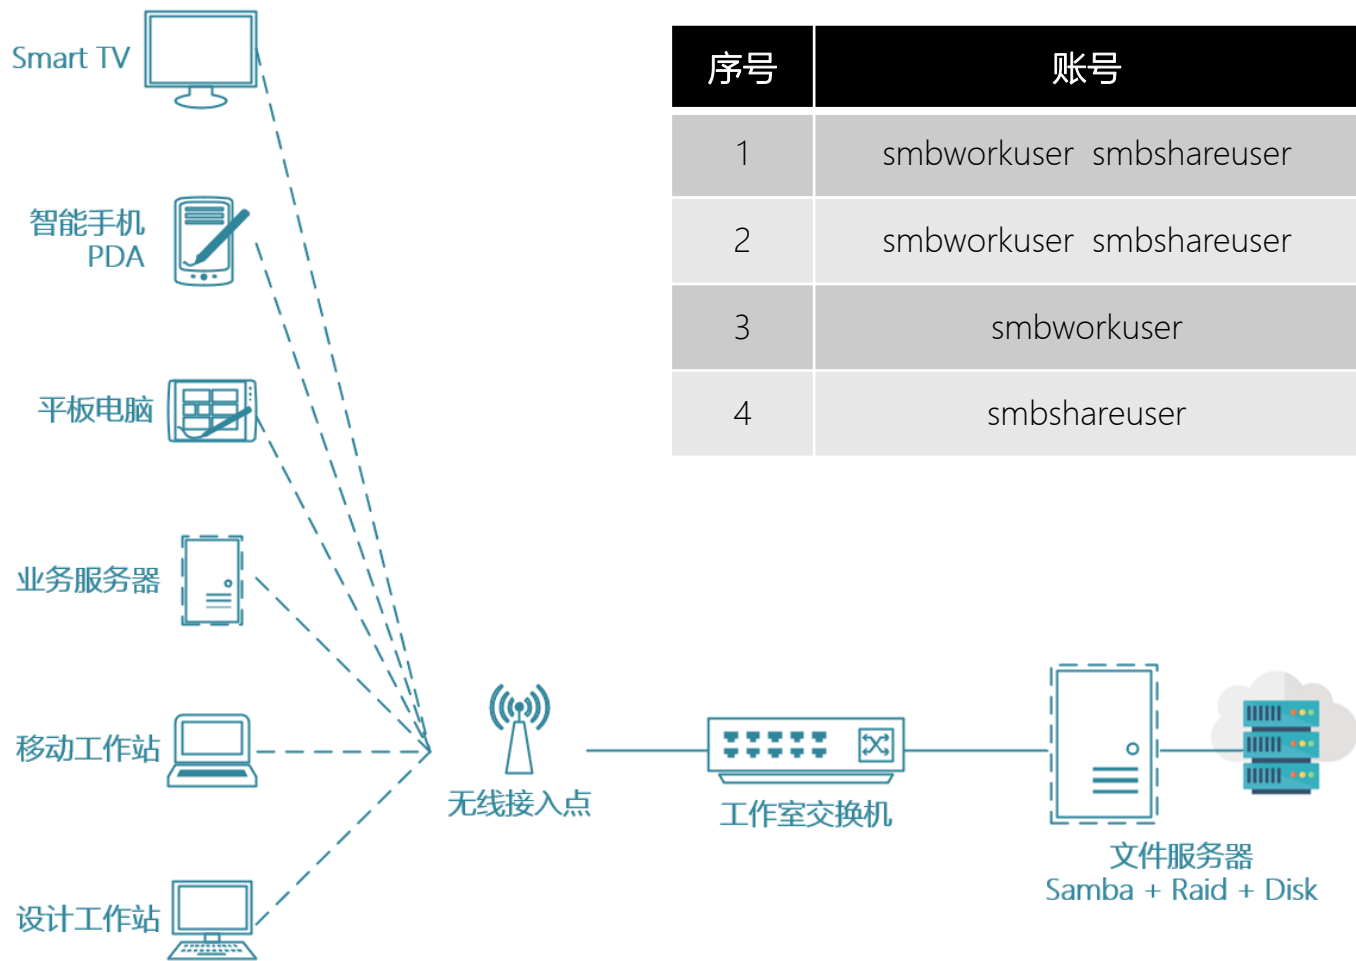 Smart TV
智能手机
PDA
平板电脑
业务服务器
移动工作站
设计工作站
无线接入点
工作室交换机
文件服务器
Samba + Raid + Disk
序号 账号
1 smbworkuser smbshareuser
2 smbworkuser smbshareuser
3 smbworkuser
4 smbshareuser